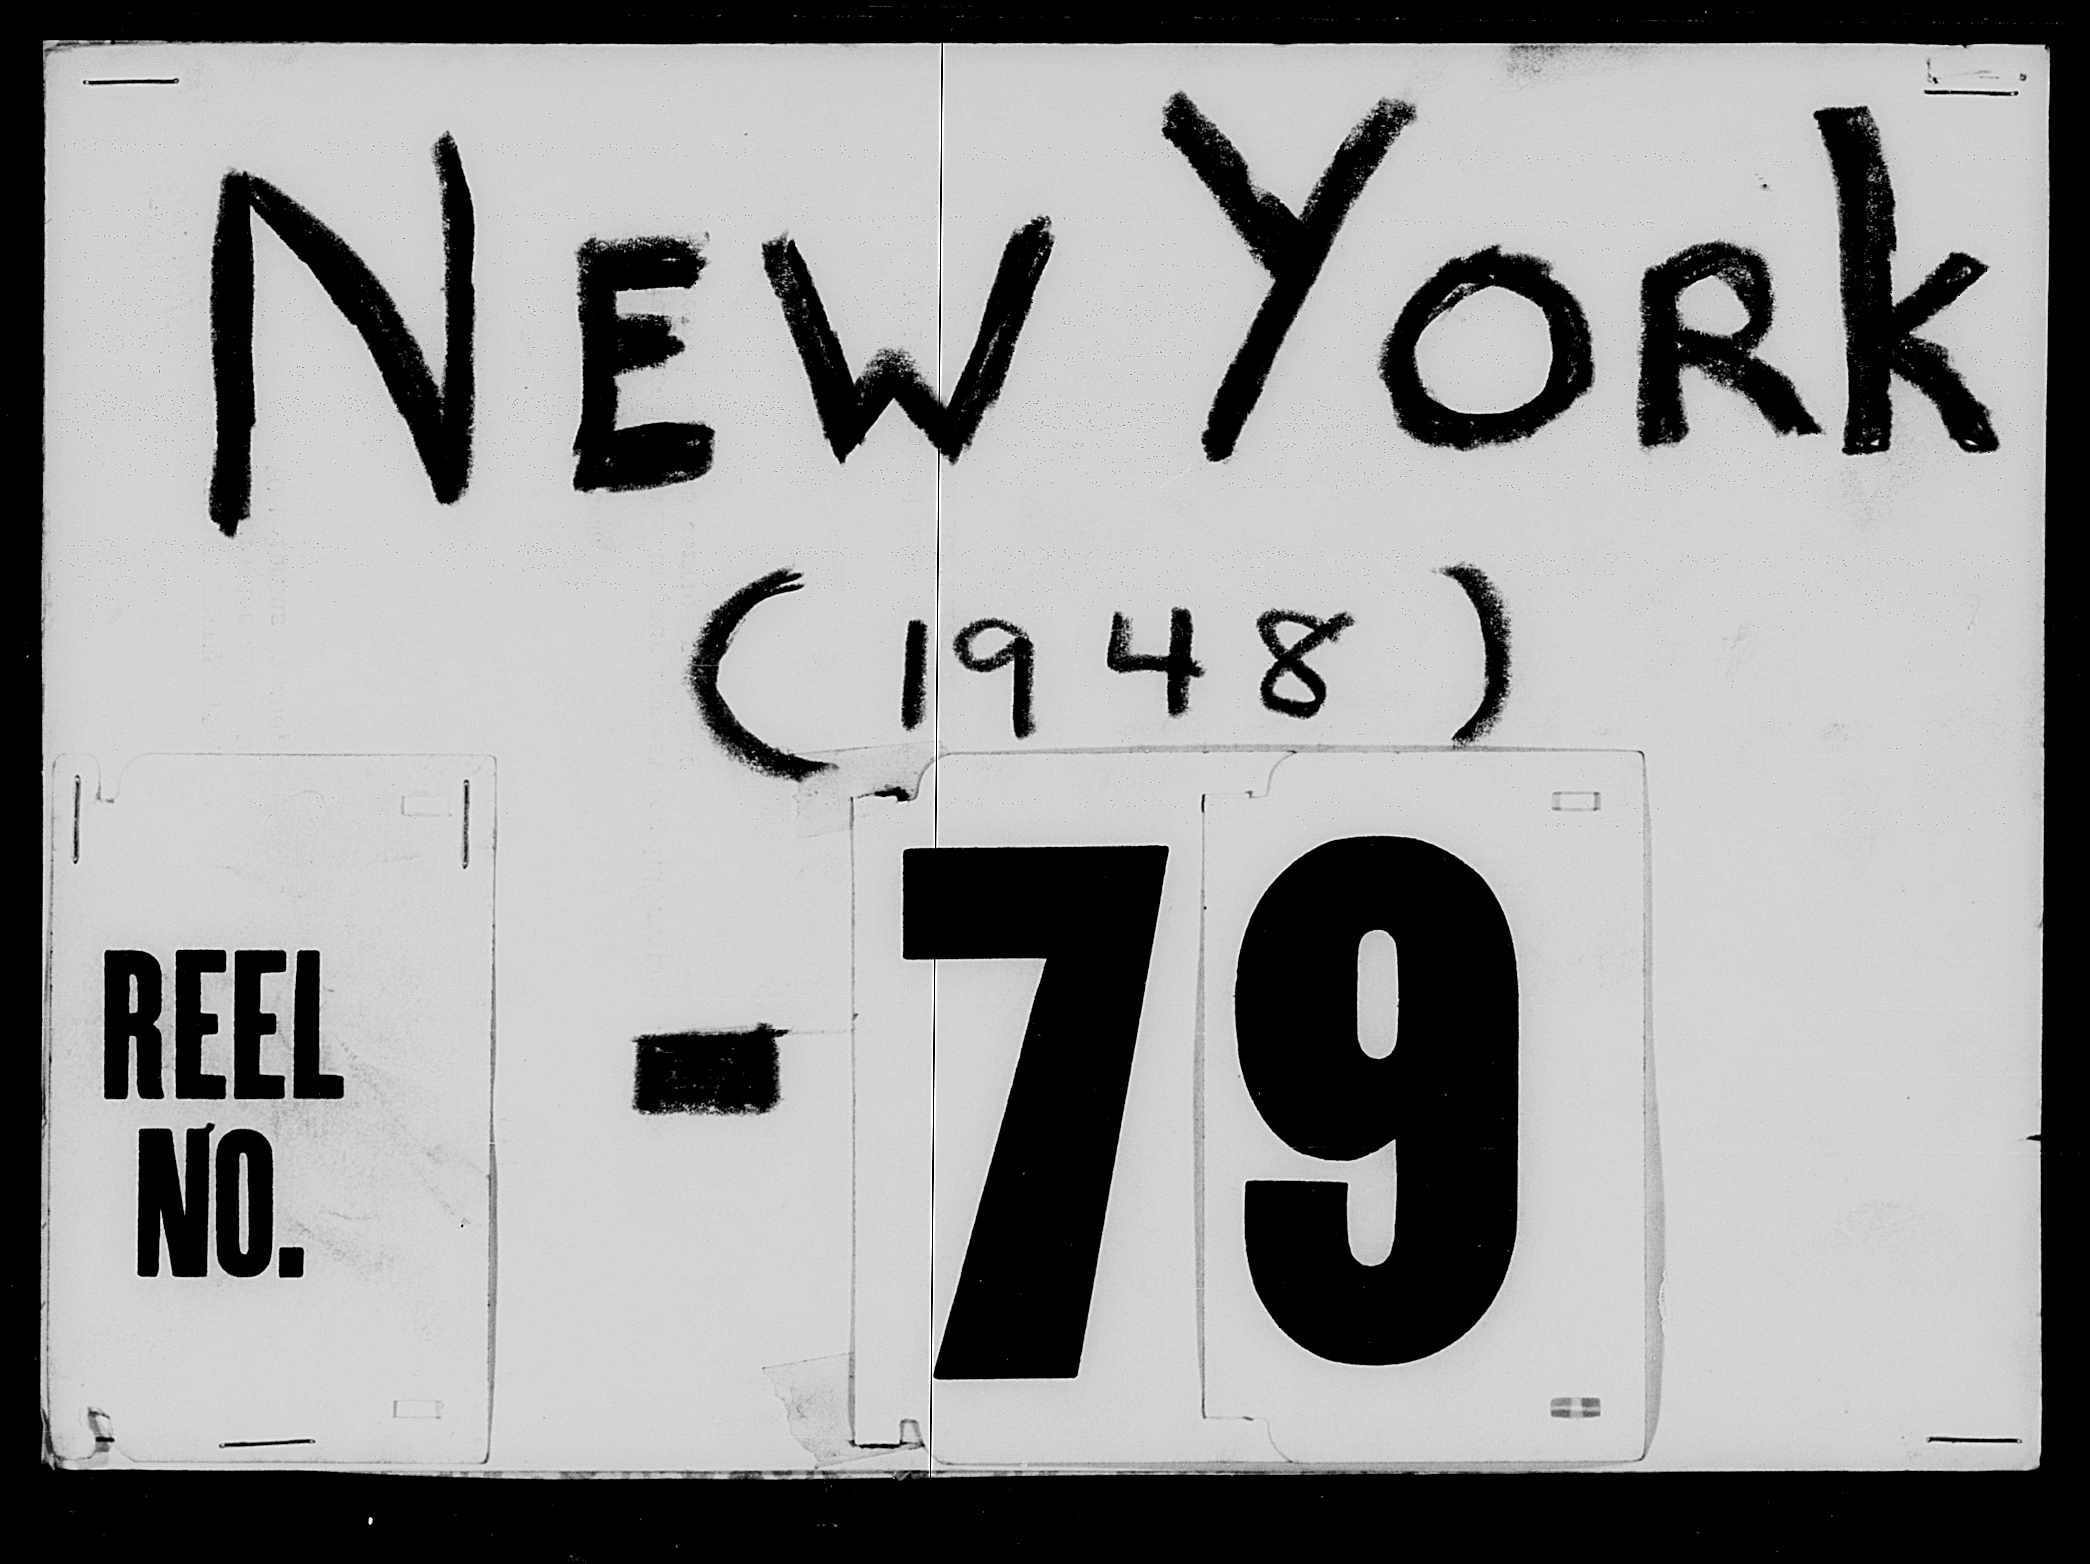 NEW YORK
(1948)
REEL
NO.
- 79